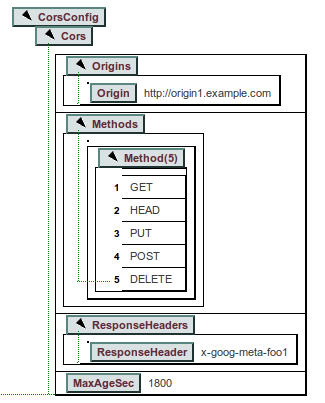 CorsConfig
Cors
Origins
Origin http://origin1.example.com
Methods
Method(5)
1 GET
2 HEAD
3 PUT
4 POST
5 DELETE
ResponseHeaders
ResponseHeader x-goog-meta-foo1
MaxAgeSec 1800